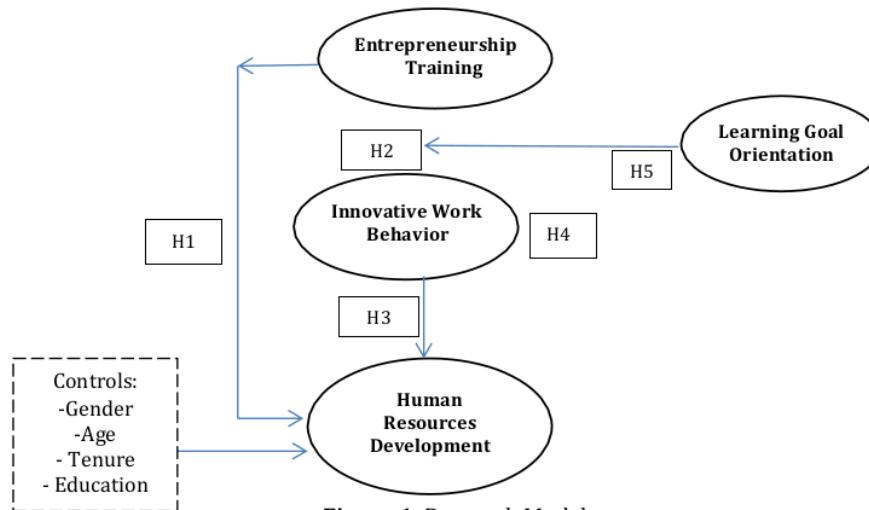 Entrepreneurship
Training
Learning Goal
Orientation
H2
H5
Innovative Work
Behavior
H4
H1
H3
Controls:
-Gender
-Age
- Tenure
- Education
Human
Resources
Development